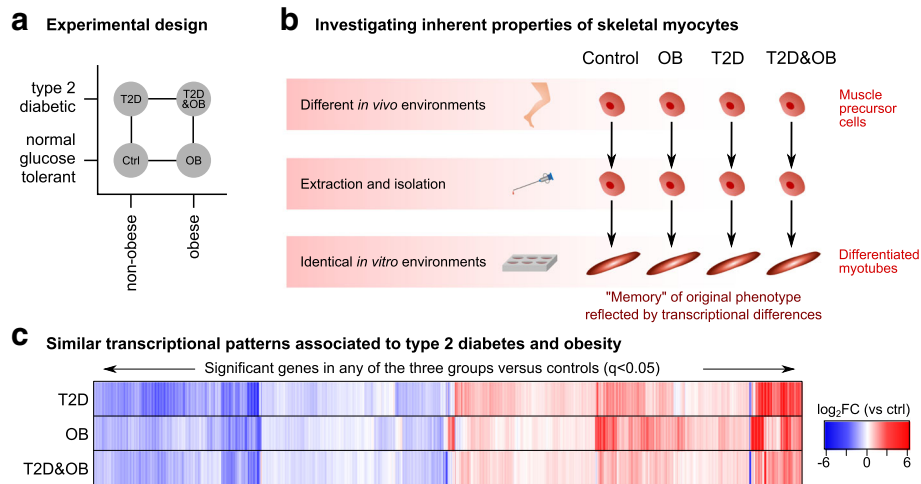 a Experimental design
type 2
diabetic
normal
glucose
tolerant
T2D
T2D
&OB
Ctrl
OB
non-obese
obese
b Investigating inherent properties of skeletal myocytes
Control OB T2D T2D&OB
Different in vivo environments
Muscle
precursor
cells
Extraction and isolation
Identical in vitro environments
Differentiated
myotubes
"Memory" of original phenotype
reflected by transcriptional differences
c Similar transcriptional patterns associated to type 2 diabetes and obesity
Significant genes in any of the three groups versus controls (q<0.05)
T2D
OB
T2D&OB
log2FC (vs ctrl)
-6 -3 0 3 6